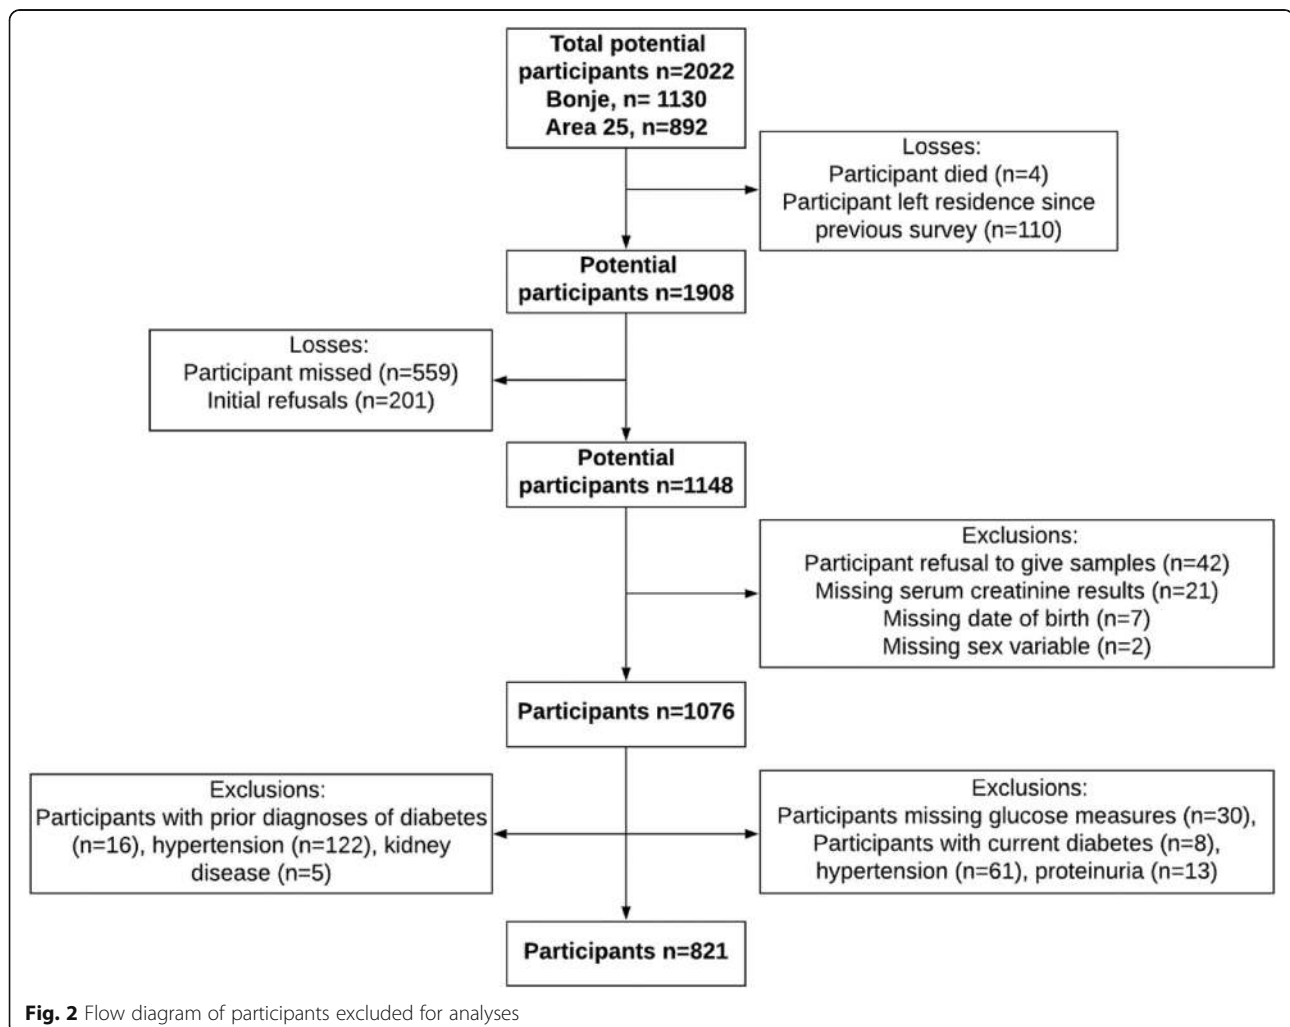 Total potential
participants n=2022
Bonje, n= 1130
Area 25, n=892
Losses:
Participant died (n=4)
Participant left residence since
previous survey (n=110)
Potential
participants n=1908
Losses:
Participant missed (n=559)
Initial refusals (n=201)
Potential
participants n=1148
Exclusions:
Participant refusal to give samples (n=42)
Missing serum creatinine results (n=21)
Missing date of birth (n=7)
Missing sex variable (n=2)
Participants n=1076
Exclusions:
Participants with prior diagnoses of diabetes
(n=16), hypertension (n=122), kidney
disease (n=5)
Exclusions:
Participants missing glucose measures (n=30),
Participants with current diabetes (n=8),
hypertension (n=61), proteinuria (n=13)
Participants n=821
Fig. 2 Flow diagram of participants excluded for analyses